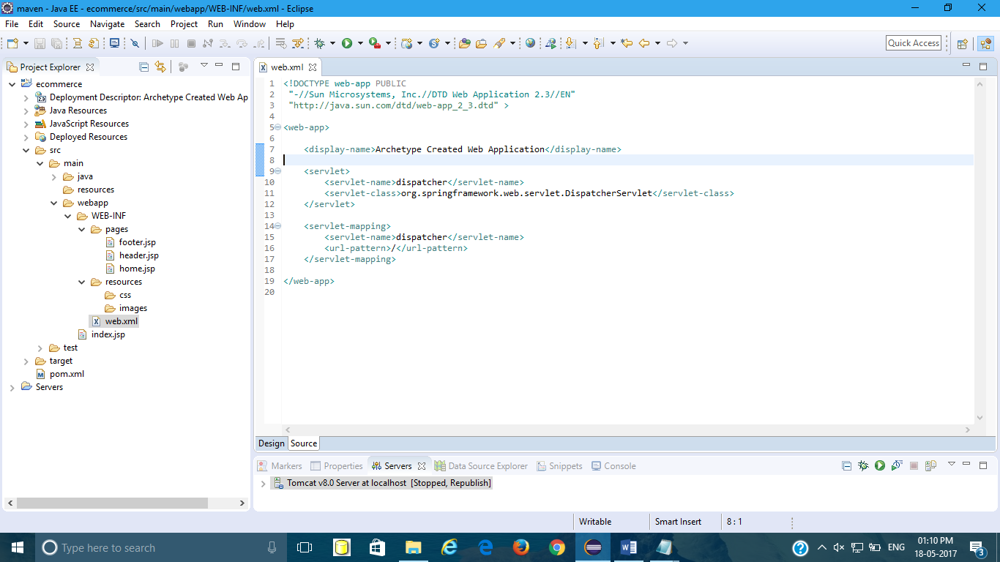 maven - Java EE - ecommerce/src/main/webapp/WEB-INF/web.xml - Eclipse
File Edit Source Navigate Search Project Run Window Help
Quick Access
Project Explorer
ecommerce
Deployment Descriptor: Archetype Created Web Ap
Java Resources
JavaScript Resources
Deployed Resources
src
main
java
resources
webapp
WEB-INF
pages
footer.jsp
header.jsp
home.jsp
resources
css
images
web.xml
index.jsp
test
target
pom.xml
Servers
web.xml
1 <!DOCTYPE web-app PUBLIC
2 "-//Sun Microsystems, Inc.//DTD Web Application 2.3//EN"
3 "http://java.sun.com/dtd/web-app_2_3.dtd" >
4
5 <web-app>
6
7 <display-name>Archetype Created Web Application</display-name>
8
9 <servlet>
10 <servlet-name>dispatcher</servlet-name>
11 <servlet-class>org.springframework.web.servlet.DispatcherServlet</servlet-class>
12 </servlet>
13
14 <servlet-mapping>
15 <servlet-name>dispatcher</servlet-name>
16 <url-pattern>/</url-pattern>
17 </servlet-mapping>
18
19 </web-app>
20
Design Source
Markers Properties Servers Data Source Explorer Snippets Console
Tomcat v8.0 Server at localhost [Stopped, Republish]
Writable Smart Insert 8 : 1
Type here to search
ENG
01:10 PM
18-05-2017
3